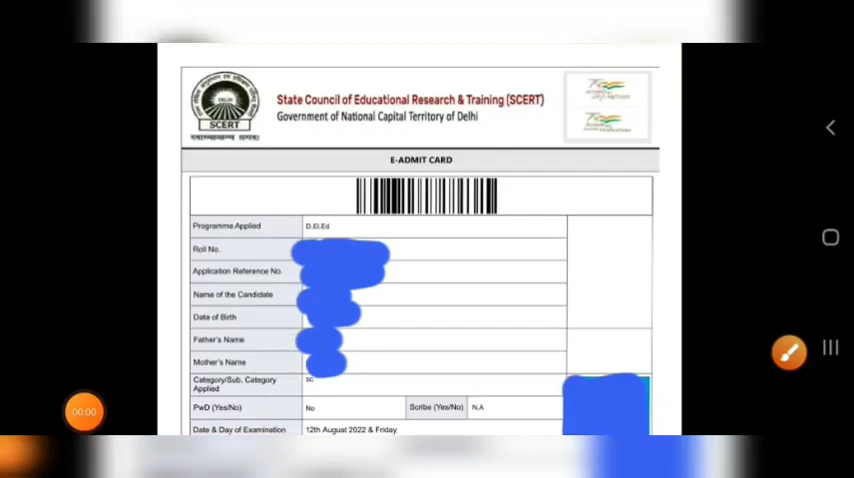 State Council of Educational Research & Training (SCERT)
Government of National Capital Territory of Delhi
DELHI
SCERT
E-ADMIT CARD
Programme Applied D.El.Ed
Roll No.
Application Reference No.
Name of the Candidate
Date of Birth
Father's Name
Mother's Name
Category/Sub. Category Applied SC
PwD (Yes/No) No Scribe (Yes/No) N.A
Date & Day of Examination 12th August 2022 & Friday
00:00